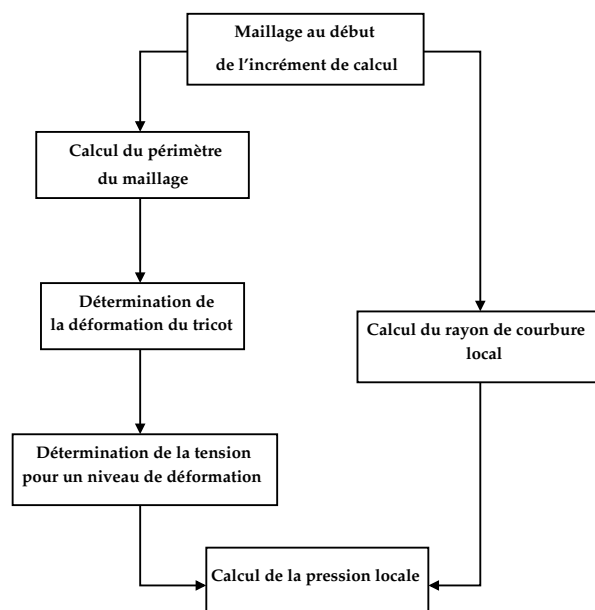 Maillage au début
de l'incrément de calcul
Calcul du périmètre
du maillage
Détermination de
la déformation du tricot
Calcul du rayon de courbure
local
Détermination de la tension
pour un niveau de déformation
Calcul de la pression locale